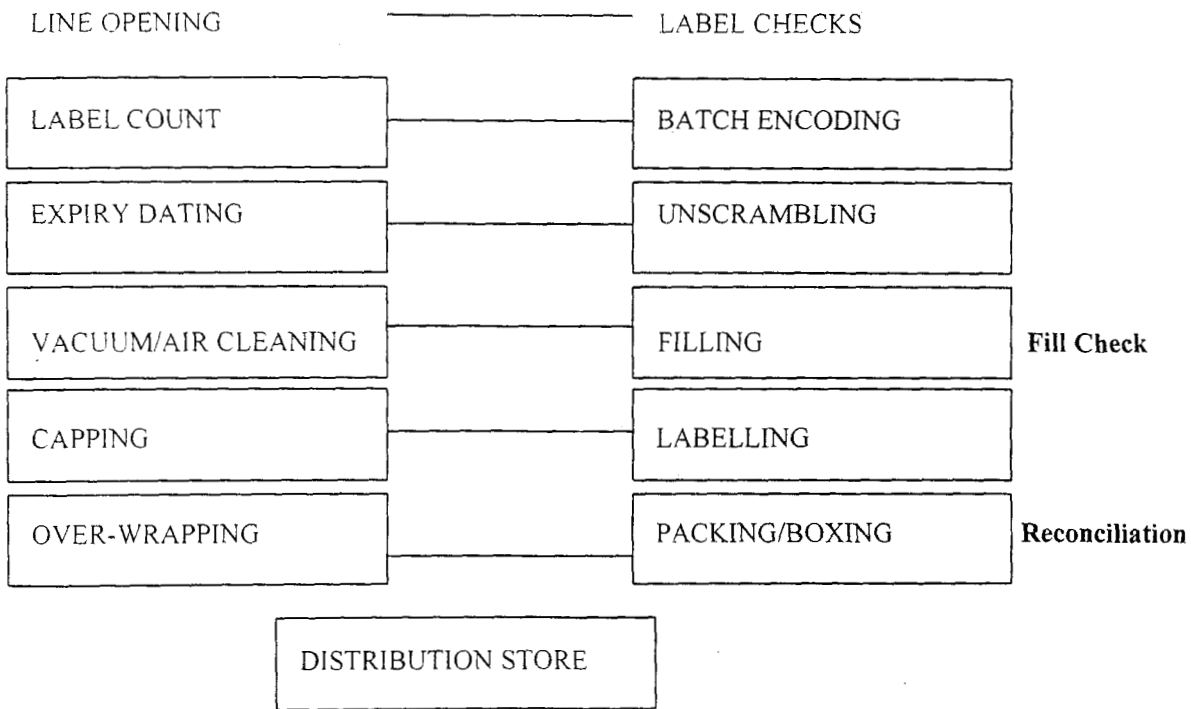 LINE OPENING
LABEL CHECKS
LABEL COUNT
BATCH ENCODING
EXPIRY DATING
UNSCRAMBLING
VACUUM/AIR CLEANING
FILLING
Fill Check
CAPPING
LABELLING
OVER-WRAPPING
PACKING/BOXING
Reconciliation
DISTRIBUTION STORE